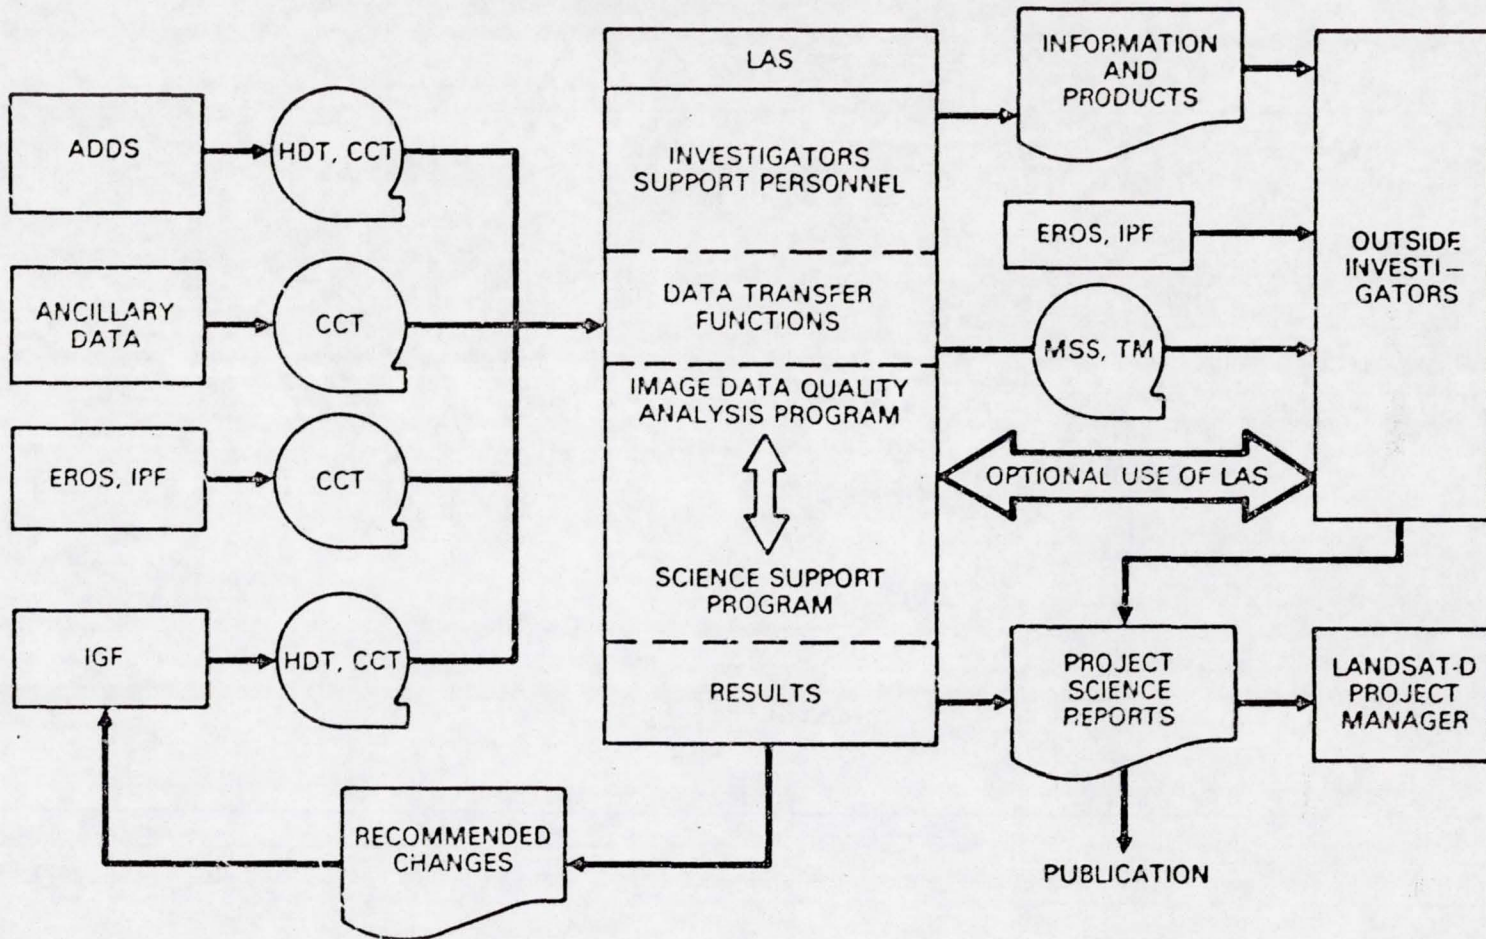 ADDS
HDT, CCT
ANCILLARY
DATA
CCT
EROS, IPF
CCT
IGF
HDT, CCT
RECOMMENDED
CHANGES
LAS
INVESTIGATORS
SUPPORT PERSONNEL
DATA TRANSFER
FUNCTIONS
IMAGE DATA QUALITY
ANALYSIS PROGRAM
SCIENCE SUPPORT
PROGRAM
RESULTS
INFORMATION
AND
PRODUCTS
EROS, IPF
MSS, TM
OPTIONAL USE OF LAS
OUTSIDE
INVESTI–
GATORS
PROJECT
SCIENCE
REPORTS
LANDSAT-D
PROJECT
MANAGER
PUBLICATION